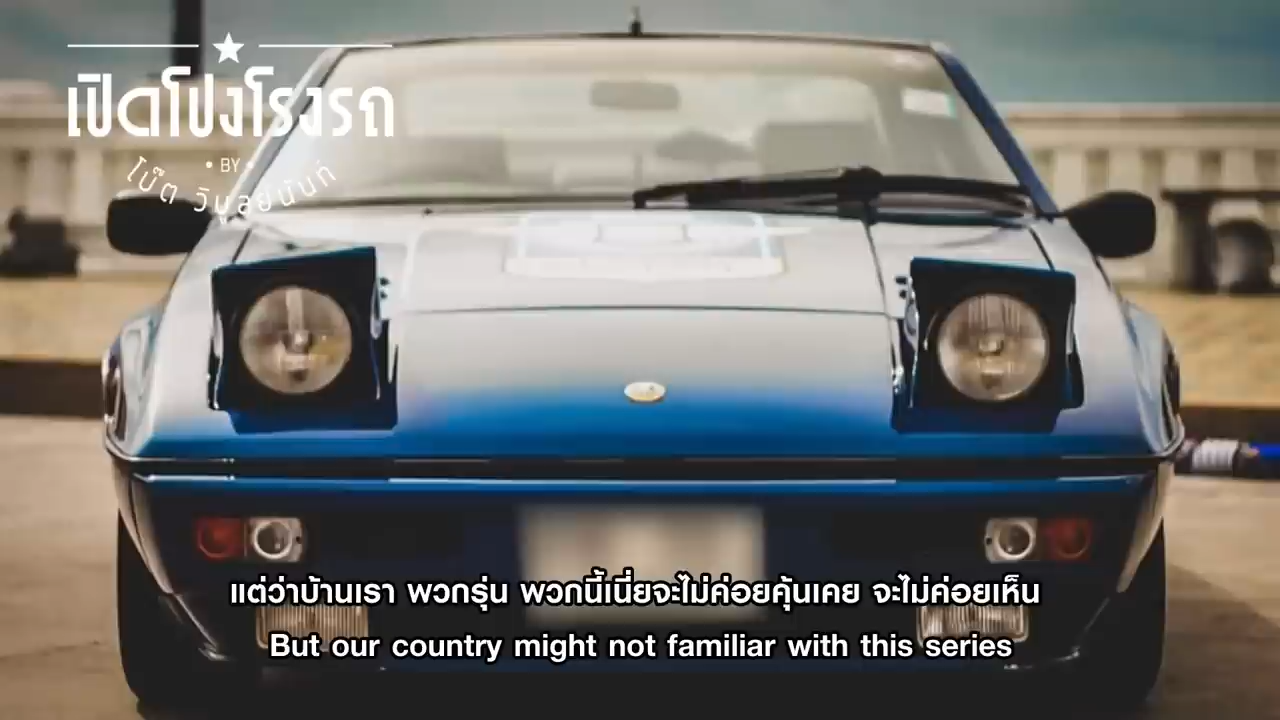 เปิดโปงโรงรถ
• BY •
โบ๊ต วิบูลย์นันท์
แต่ว่าบ้านเรา พวกรุ่น พวกนี้เนี่ยจะไม่ค่อยคุ้นเคย จะไม่ค่อยเห็น
But our country might not familiar with this series